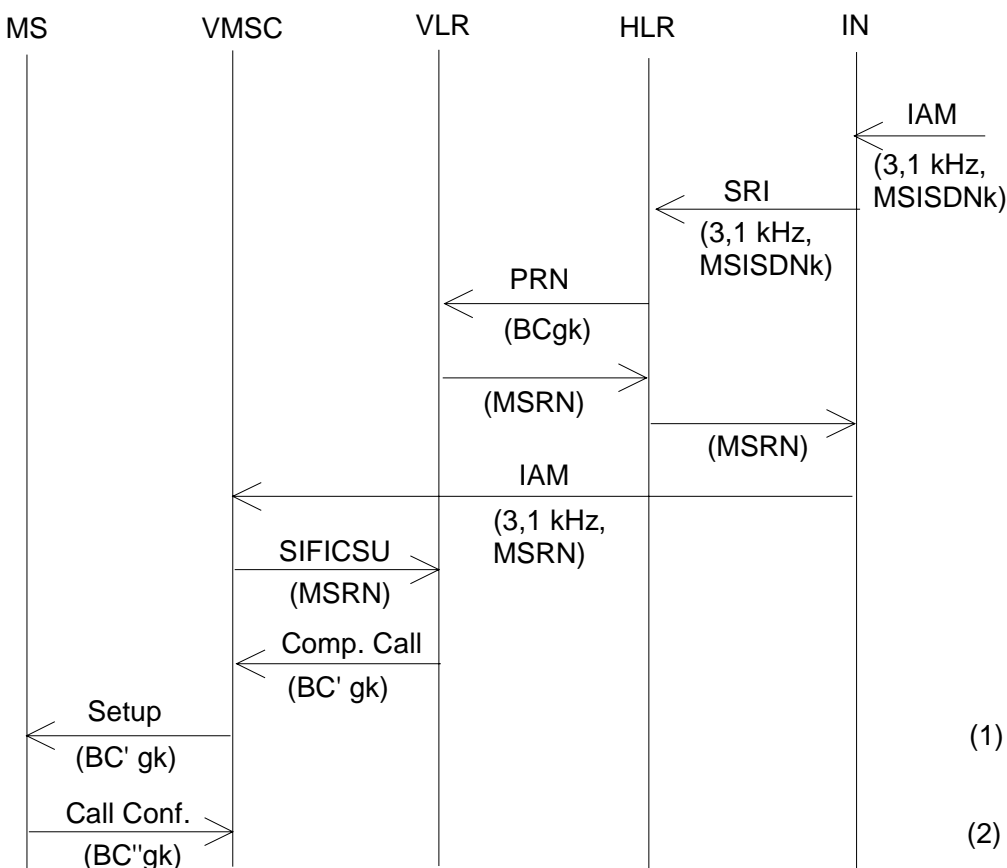 MS VMSC VLR HLR IN
IAM
(3,1 kHz,
MSISDNk)
SRI
(3,1 kHz,
MSISDNk)
PRN
(BCgk)
(MSRN)
(MSRN)
IAM
(3,1 kHz,
MSRN)
SIFICSU
(MSRN)
Comp. Call
(BC' gk)
Setup
(BC' gk)
(1)
Call Conf.
(BC"gk)
(2)